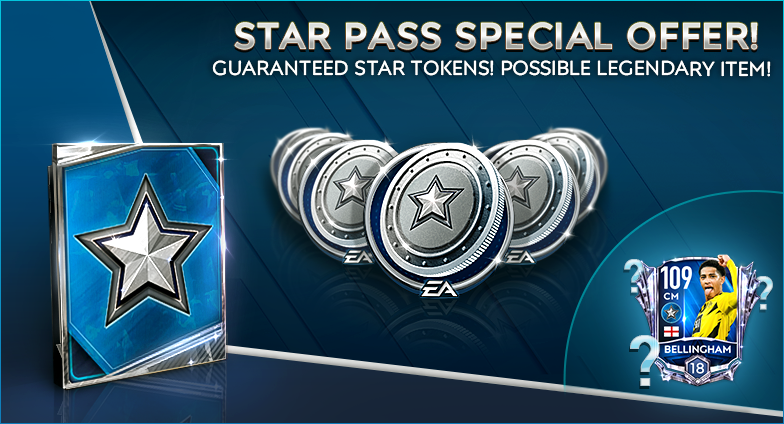 STAR PASS SPECIAL OFFER!
GUARANTEED STAR TOKENS! POSSIBLE LEGENDARY ITEM!
EA
EA
EA
109
CM
BELLINGHAM
18
?
?
?